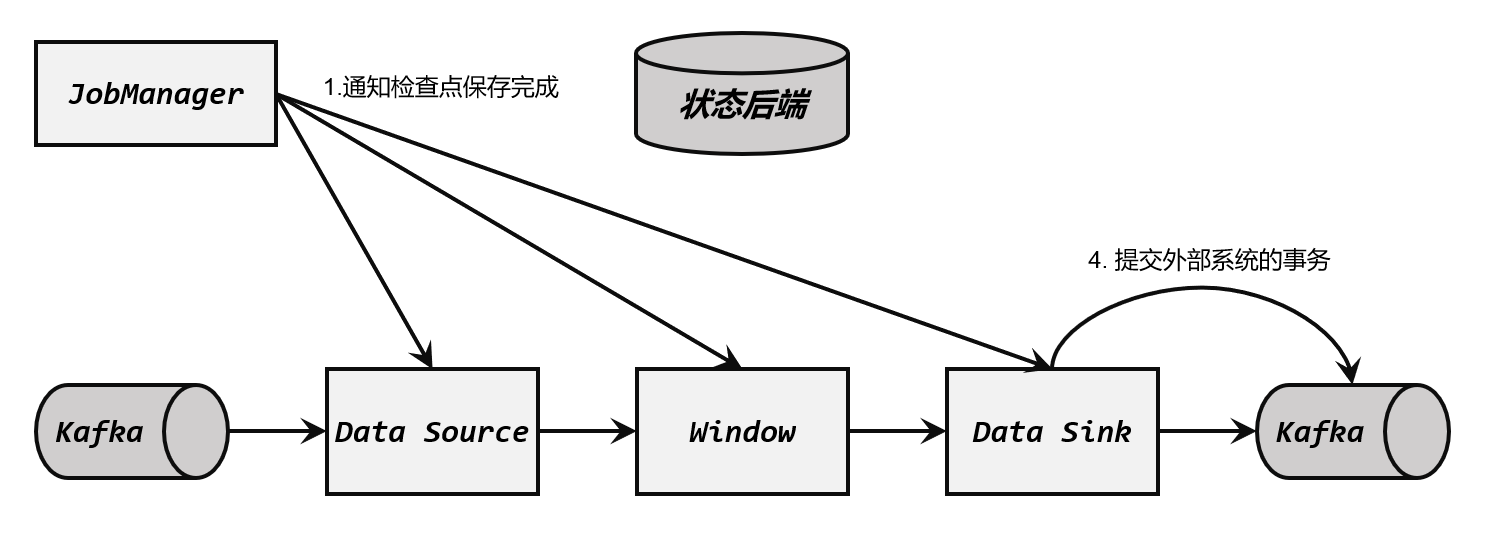 JobManager
1.通知检查点保存完成
状态后端
4. 提交外部系统的事务
Kafka
Data Source
Window
Data Sink
Kafka